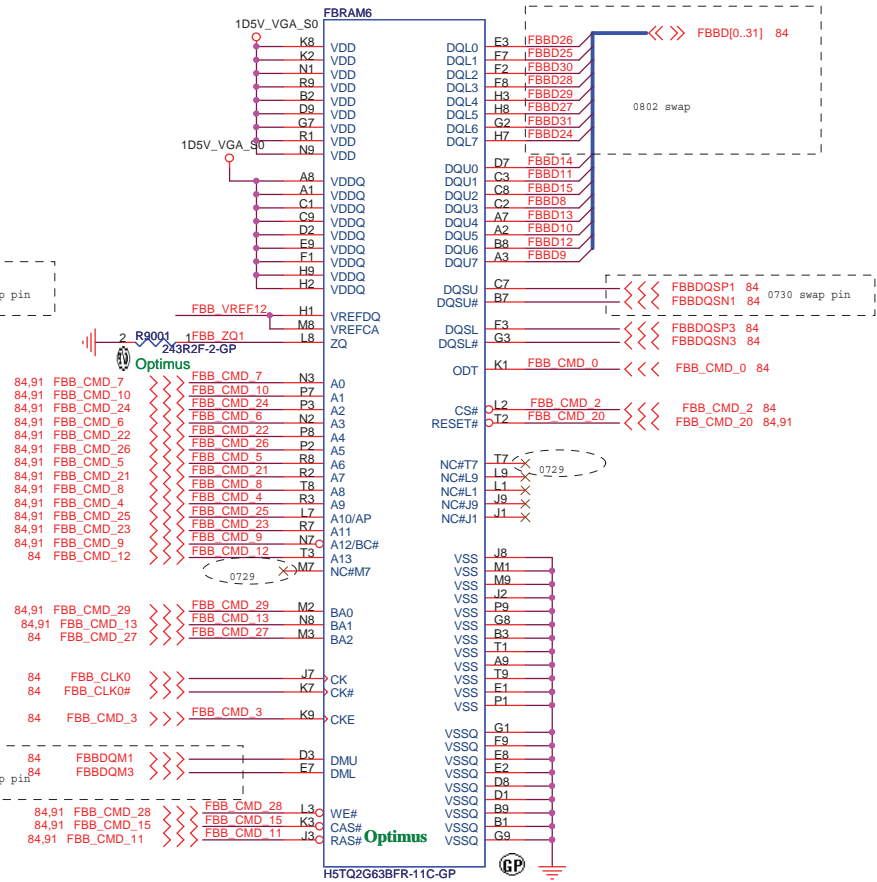 FBRAM6
1D5V_VGA_S0
K8 VDD
K2 VDD
N1 VDD
R9 VDD
B2 VDD
D9 VDD
G7 VDD
R1 VDD
N9 VDD
1D5V_VGA_S0
A8 VDDQ
A1 VDDQ
C1 VDDQ
C9 VDDQ
D2 VDDQ
E9 VDDQ
F1 VDDQ
H9 VDDQ
H2 VDDQ
p pin
FBB_VREF12 H1 VREFDQ
M8 VREFCA
2 R9001 1 FBB_ZQ1 L8 ZQ
243R2F-2-GP
Optimus
84,91 FBB_CMD_7 FBB_CMD_7 N3 A0
84,91 FBB_CMD_10 FBB_CMD_10 P7 A1
84,91 FBB_CMD_24 FBB_CMD_24 P3 A2
84,91 FBB_CMD_6 FBB_CMD_6 N2 A3
84,91 FBB_CMD_22 FBB_CMD_22 P8 A4
84,91 FBB_CMD_26 FBB_CMD_26 P2 A5
84,91 FBB_CMD_5 FBB_CMD_5 R8 A6
84,91 FBB_CMD_21 FBB_CMD_21 R2 A7
84,91 FBB_CMD_8 FBB_CMD_8 T8 A8
84,91 FBB_CMD_4 FBB_CMD_4 R3 A9
84,91 FBB_CMD_25 FBB_CMD_25 L7 A10/AP
84,91 FBB_CMD_23 FBB_CMD_23 R7 A11
84,91 FBB_CMD_9 FBB_CMD_9 N7 A12/BC#
84 FBB_CMD_12 FBB_CMD_12 T3 A13
0729 M7 NC#M7
84,91 FBB_CMD_29 FBB_CMD_29 M2 BA0
84,91 FBB_CMD_13 FBB_CMD_13 N8 BA1
84 FBB_CMD_27 FBB_CMD_27 M3 BA2
84 FBB_CLK0 J7 CK
84 FBB_CLK0# K7 CK#
84 FBB_CMD_3 FBB_CMD_3 K9 CKE
84 FBBDQM1 D3 DMU
84 FBBDQM3 E7 DML
p pin
84,91 FBB_CMD_28 FBB_CMD_28 L3 WE#
84,91 FBB_CMD_15 FBB_CMD_15 K3 CAS#
84,91 FBB_CMD_11 FBB_CMD_11 J3 RAS#
Optimus
H5TQ2G63BFR-11C-GP
DQL0 E3 FBBD26
DQL1 F7 FBBD25
DQL2 F2 FBBD30
DQL3 F8 FBBD28
DQL4 H3 FBBD29
DQL5 H8 FBBD27
DQL6 G2 FBBD31
DQL7 H7 FBBD24
FBBD[0..31] 84
0802 swap
DQU0 D7 FBBD14
DQU1 C3 FBBD11
DQU2 C8 FBBD15
DQU3 C2 FBBD8
DQU4 A7 FBBD13
DQU5 A2 FBBD10
DQU6 B8 FBBD12
DQU7 A3 FBBD9
DQSU C7 FBBDQSP1 84
DQSU# B7 FBBDQSN1 84
0730 swap pin
DQSL F3 FBBDQSP3 84
DQSL# G3 FBBDQSN3 84
ODT K1 FBB_CMD_0 FBB_CMD_0 84
CS# L2 FBB_CMD_2 FBB_CMD_2 84
RESET# T2 FBB_CMD_20 FBB_CMD_20 84,91
NC#T7 T7
0729
NC#L9 L9
NC#L1 L1
NC#J9 J9
NC#J1 J1
VSS J8
VSS M1
VSS M9
VSS J2
VSS P9
VSS G8
VSS B3
VSS T1
VSS A9
VSS T9
VSS E1
VSS P1
VSSQ G1
VSSQ F9
VSSQ E8
VSSQ E2
VSSQ D8
VSSQ D1
VSSQ B9
VSSQ B1
VSSQ G9
GP